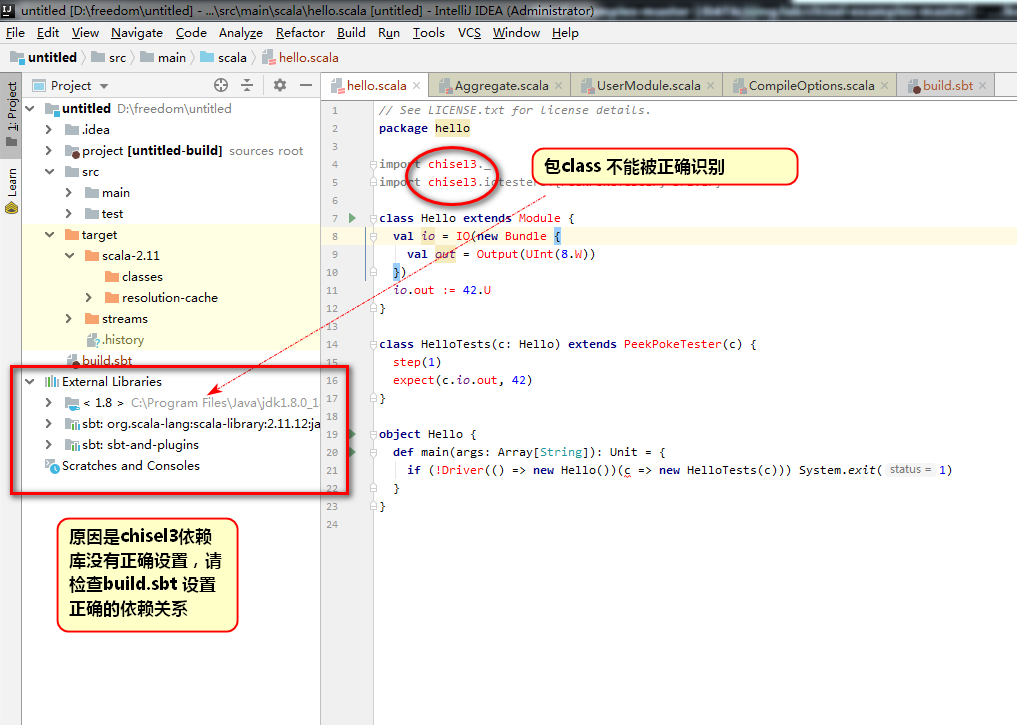 untitled [D:\freedom\untitled] - ...\src\main\scala\hello.scala [untitled] - IntelliJ IDEA (Administrator)
File Edit View Navigate Code Analyze Refactor Build Run Tools VCS Window Help
untitled src main scala hello.scala
Project
hello.scala Aggregate.scala UserModule.scala CompileOptions.scala build.sbt
1: Project
Learn
untitled D:\freedom\untitled
.idea
project [untitled-build] sources root
src
main
test
target
scala-2.11
classes
resolution-cache
streams
.history
build.sbt
External Libraries
< 1.8 > C:\Program Files\Java\jdk1.8.0_1
sbt: org.scala-lang:scala-library:2.11.12:ja
sbt: sbt-and-plugins
Scratches and Consoles
原因是chisel3依赖
库没有正确设置，请
检查build.sbt 设置
正确的依赖关系
包class 不能被正确识别
1 // See LICENSE.txt for license details.
2 package hello
3
4 import chisel3._
5 import chisel3.iotesters
6
7 class Hello extends Module {
8 val io = IO(new Bundle {
9 val out = Output(UInt(8.W))
10 })
11 io.out := 42.U
12 }
13
14 class HelloTests(c: Hello) extends PeekPokeTester(c) {
15 step(1)
16 expect(c.io.out, 42)
17 }
18
19 object Hello {
20 def main(args: Array[String]): Unit = {
21 if (!Driver(() => new Hello())(c => new HelloTests(c))) System.exit( status = 1)
22 }
23 }
24